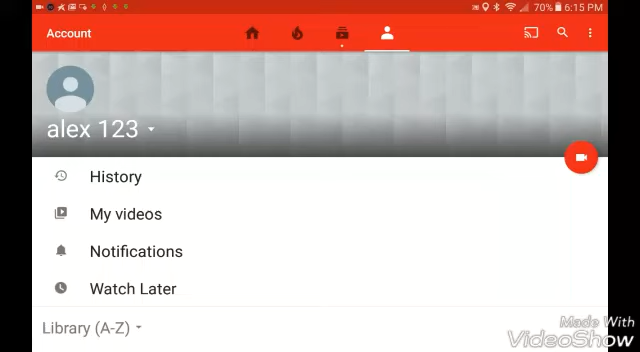 70% 6:15 PM
Account
alex 123
History
My videos
Notifications
Watch Later
Library (A-Z)
Made With
VideoShow